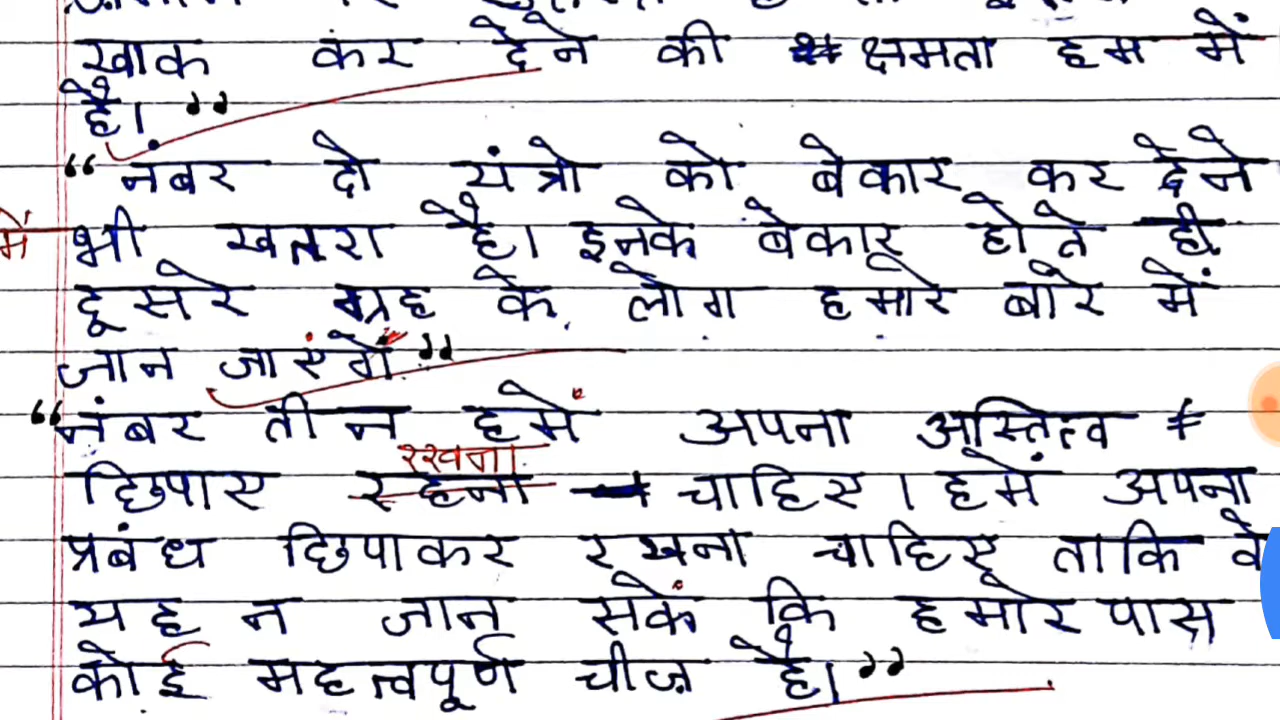 खाक कर देने की क्षमता हम में
है। "
" नंबर दो यंत्रो को बेकार कर देने
में
भी खतरा है। इनके बेकार होते ही
दूसरे ग्रह के लोग हमारे बारे में
जान जाएंगे "
" नंबर तीन हमें अपना अस्तित्व
रखना
छिपाए रहना चाहिए । हमें अपना
प्रबंध छिपाकर रखना चाहिए ताकि वे
यह न जान सकें कि हमारे पास
कोई महत्त्वपूर्ण चीज़ है। "